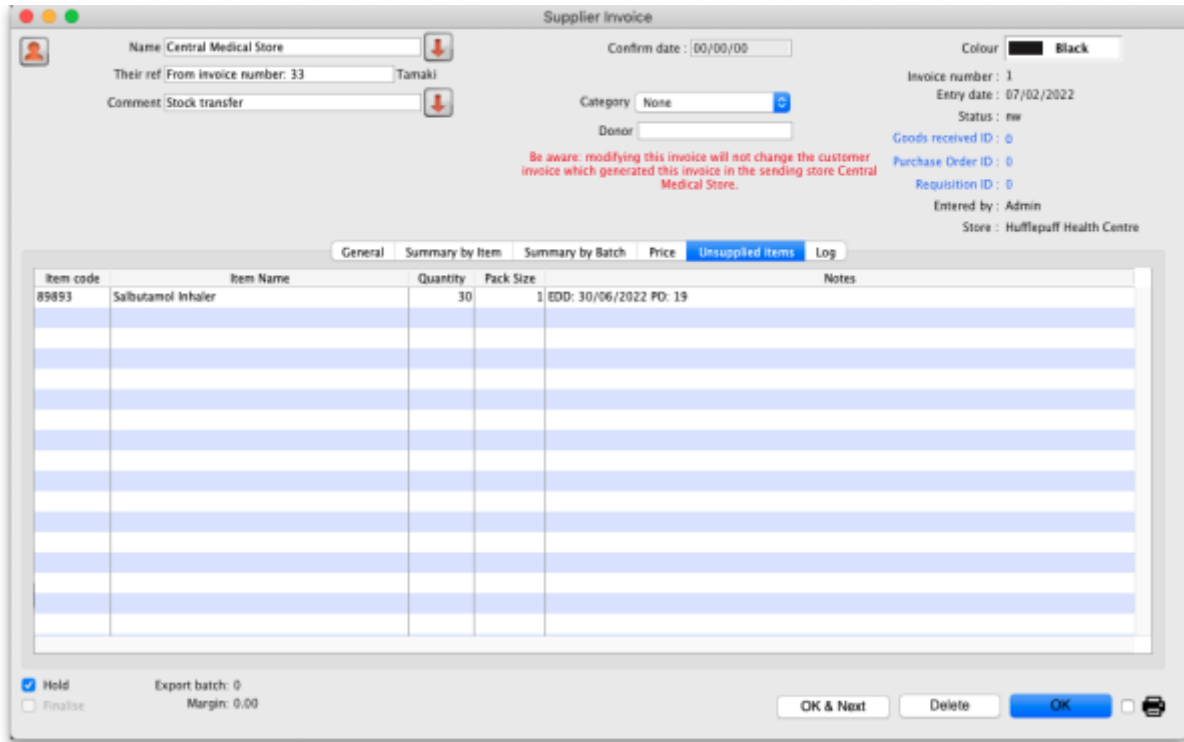 Supplier Invoice
Name Central Medical Store
Confirm date : 00/00/00
Colour Black
Their ref From invoice number: 33 Tamaki
Invoice number : 1
Comment Stock transfer
Category None
Entry date : 07/02/2022
Status : nw
Donor
Goods received ID : 0
Be aware: modifying this invoice will not change the customer
invoice which generated this invoice in the sending store Central
Medical Store.
Purchase Order ID : 0
Requisition ID : 0
Entered by : Admin
Store : Hufflepuff Health Centre
General Summary by Item Summary by Batch Price Unsupplied items Log
Item code Item Name Quantity Pack Size Notes
89893 Salbutamol Inhaler 30 1 EDD: 30/06/2022 PO: 19
Hold Export batch: 0
Finalise Margin: 0.00
OK & Next Delete OK